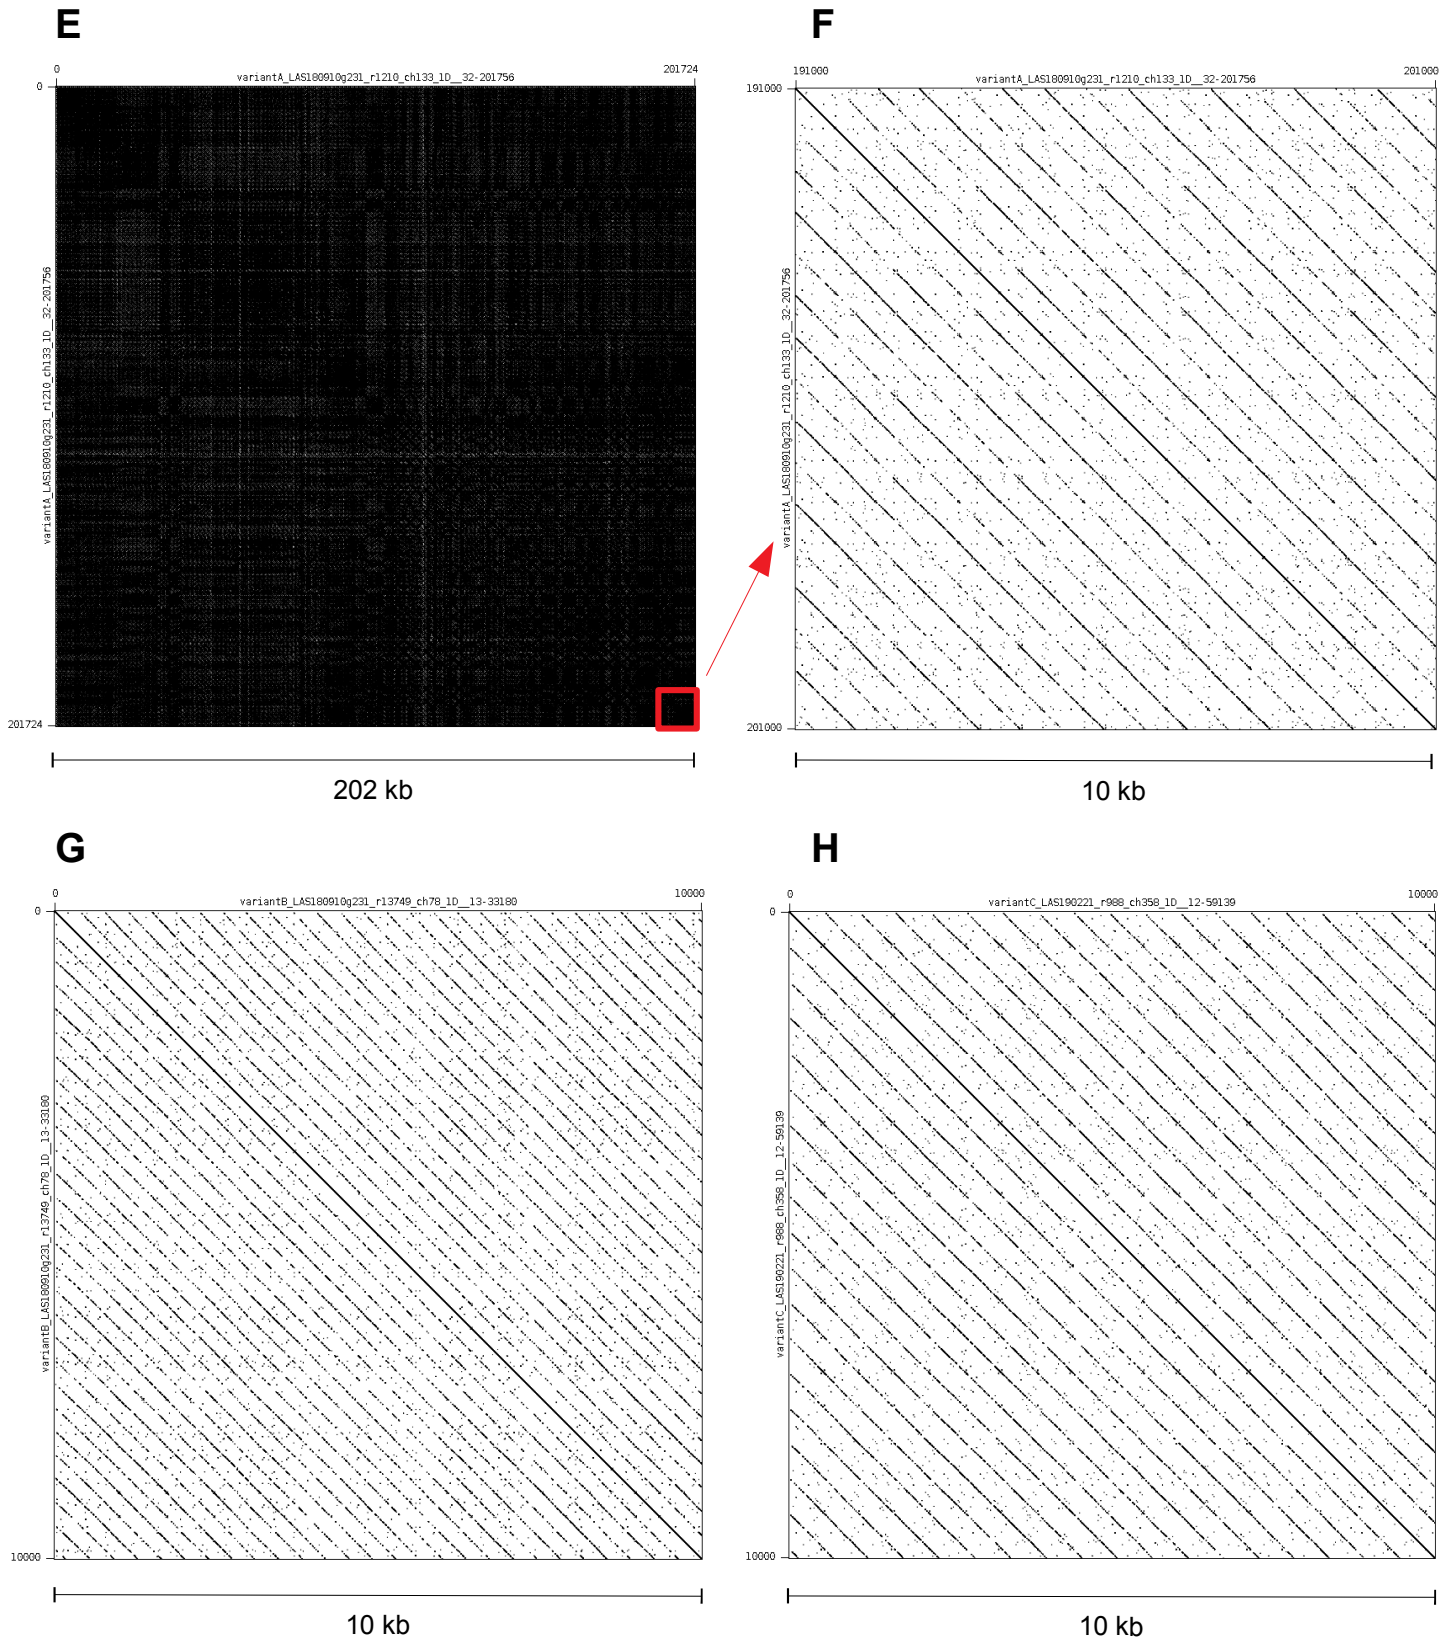 E
F
0
variantA_LAS180910g231_r1210_ch133_1D__32-201756
201724
0
variantA_LAS180910g231_r1210_ch133_1D__32-201756
201724
202 kb
191000
variantA_LAS180910g231_r1210_ch133_1D__32-201756
201000
191000
variantA_LAS180910g231_r1210_ch133_1D__32-201756
201000
10 kb
G
H
0
variantB_LAS180910g231_r13749_ch78_1D__13-33180
10000
0
variantB_LAS180910g231_r13749_ch78_1D__13-33180
10000
10 kb
0
variantC_LAS190221_r988_ch358_1D__12-59139
10000
0
variantC_LAS190221_r988_ch358_1D__12-59139
10000
10 kb